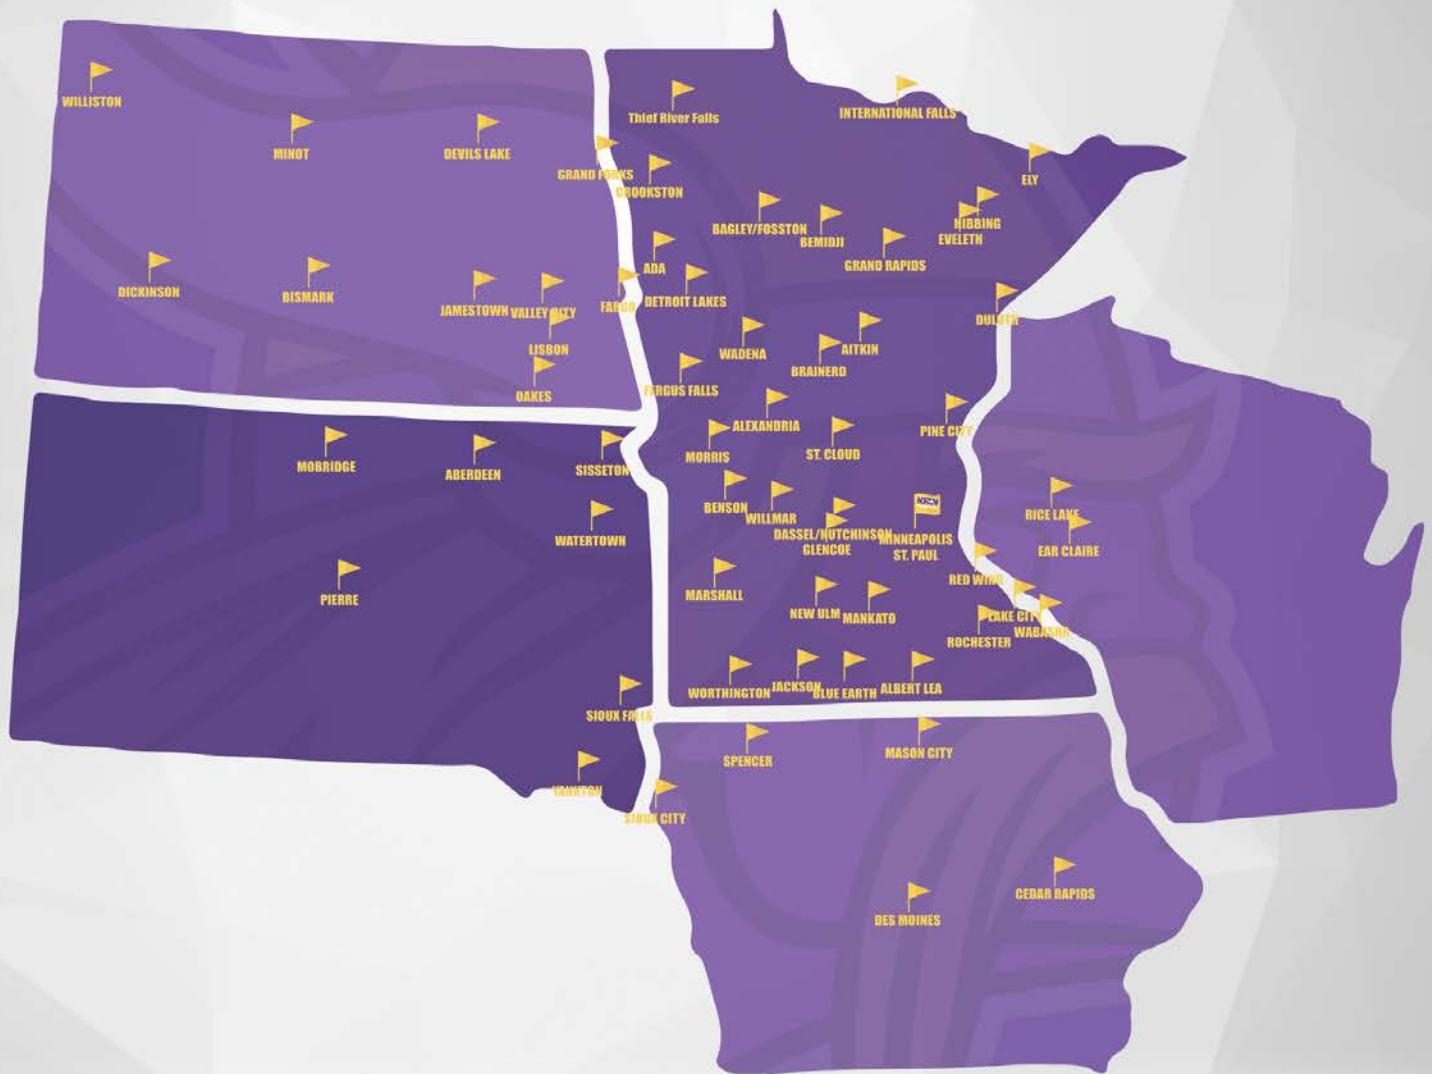 WILLISTON
Thief River Falls
INTERNATIONAL FALLS
MINOT
DEVILS LAKE
GRAND FORKS
CROOKSTON
ELY
BAGLEY/FOSSTON
BEMIDJI
HIBBING
EVELETH
GRAND RAPIDS
ADA
DICKINSON
BISMARK
JAMESTOWN
VALLEY CITY
FARGO
DETROIT LAKES
DULUTH
LISBON
WADENA
BRAINERD
AITKIN
OAKES
FERGUS FALLS
ALEXANDRIA
PINE CITY
MOBRIDGE
ABERDEEN
SISSETON
MORRIS
ST. CLOUD
BENSON
WILLMAR
RICE LAKE
WATERTOWN
DASSEL/HUTCHINSON
GLENCOE
MINNEAPOLIS
ST. PAUL
EAR CLAIRE
RED WING
PIERRE
MARSHALL
NEW ULM
MANKATO
LAKE CITY
WABASHA
ROCHESTER
WORTHINGTON
JACKSON
BLUE EARTH
ALBERT LEA
SIOUX FALLS
SPENCER
MASON CITY
YANKTON
SIOUX CITY
DES MOINES
CEDAR RAPIDS